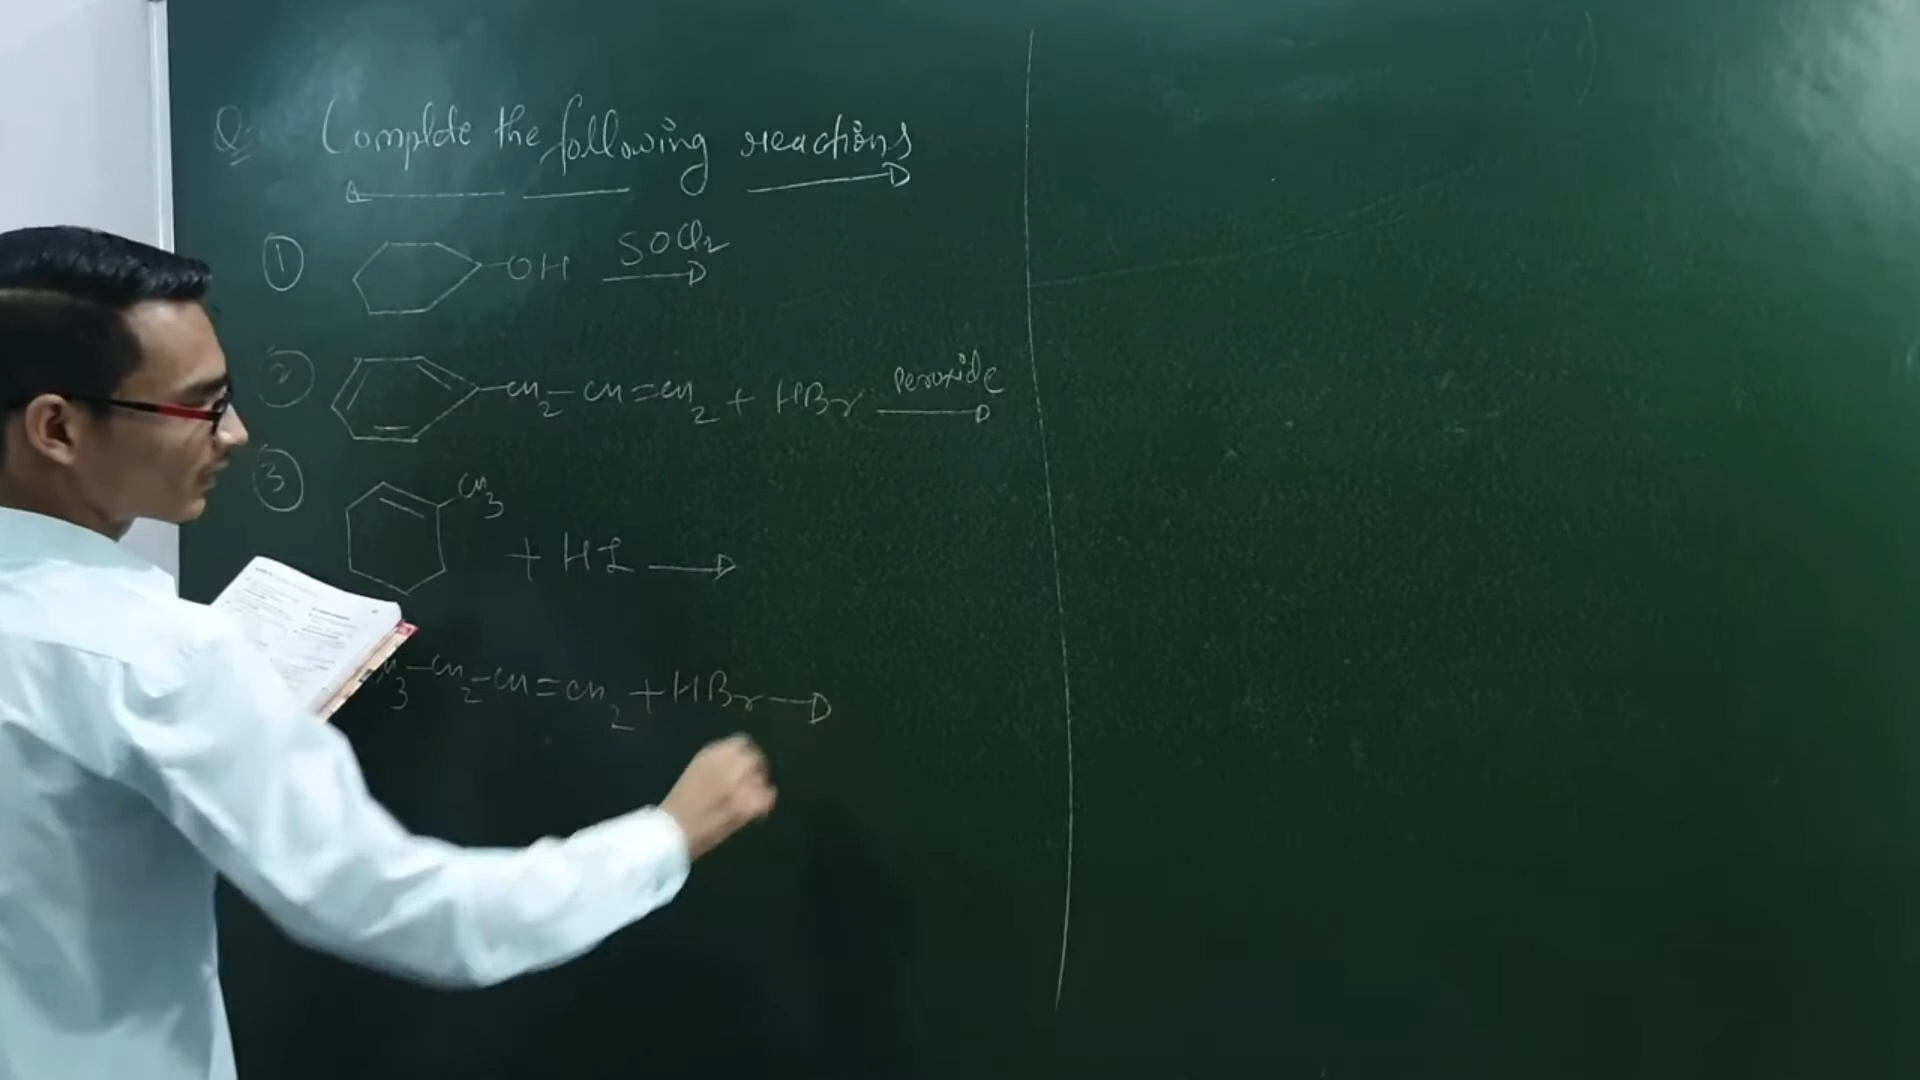 Q: Complete the following reactions
① -OH SOCl2
② -CH2-CH=CH2 + HBr Peroxide
③ CH3 + HI
CH3-CH2-CH=CH2 + HBr